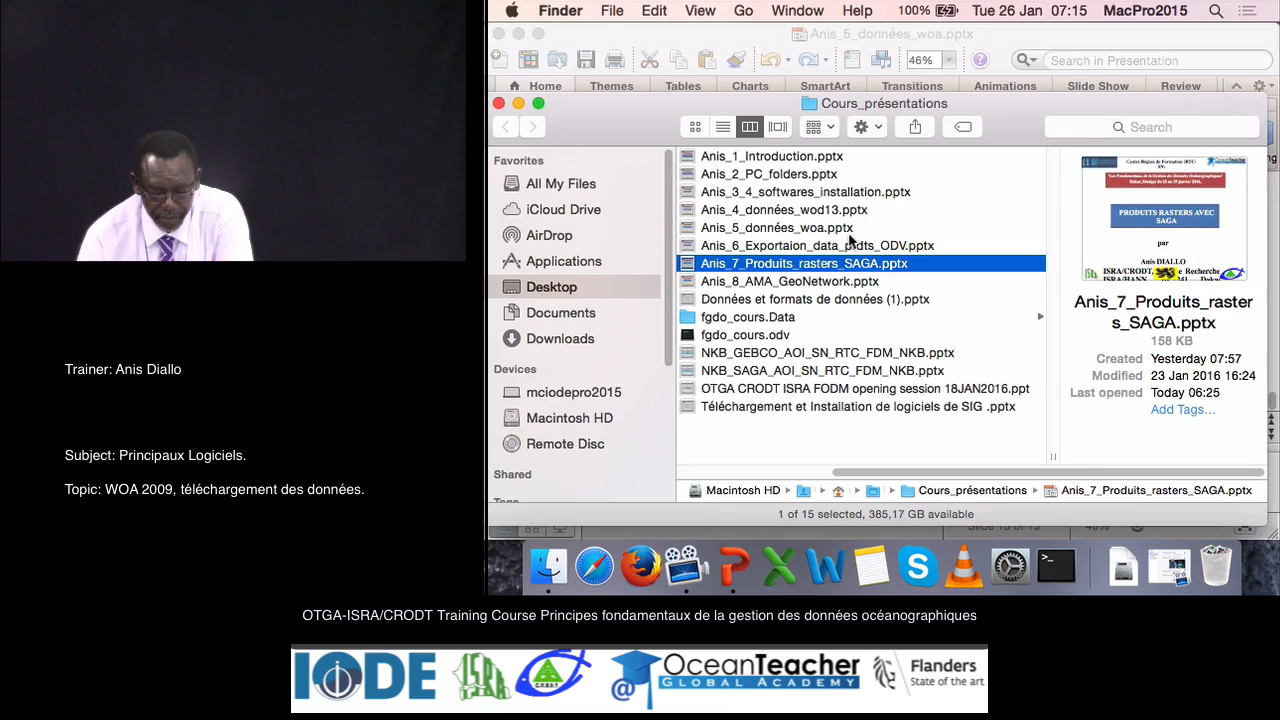 Finder File Edit View Go Window Help 100% Tue 26 Jan 07:15 MacPro2015
Anis_5_données_woa.pptx
46% Search in Presentation
Home Themes Tables Charts SmartArt Transitions Animations Slide Show Review
Cours_présentations
Search
Favorites
All My Files
iCloud Drive
AirDrop
Applications
Desktop
Documents
Downloads
Devices
mciodepro2015
Macintosh HD
Remote Disc
Shared
Tags
Anis_1_Introduction.pptx
Anis_2_PC_folders.pptx
Anis_3_4_softwares_installation.pptx
Anis_4_données_wod13.pptx
Anis_5_données_woa.pptx
Anis_6_Exportaion_data_pidts_ODV.pptx
Anis_7_Produits_rasters_SAGA.pptx
Anis_8_AMA_GeoNetwork.pptx
Données et formats de données (1).pptx
fgdo_cours.Data
fgdo_cours.odv
NKB_GEBCO_AOI_SN_RTC_FDM_NKB.pptx
NKB_SAGA_AOI_SN_RTC_FDM_NKB.pptx
OTGA CRODT ISRA FODM opening session 18JAN2016.ppt
Téléchargement et Installation de logiciels de SIG .pptx
PRODUITS RASTERS AVEC
SAGA
par
Anis DIALLO
Anis_7_Produits_raster
s_SAGA.pptx
158 KB
Created Yesterday 07:57
Modified 23 Jan 2016 16:24
Last opened Today 06:25
Add Tags…
Macintosh HD Cours_présentations Anis_7_Produits_rasters_SAGA.pptx
1 of 15 selected, 385,17 GB available
Trainer: Anis Diallo
Subject: Principaux Logiciels.
Topic: WOA 2009, téléchargement des données.
OTGA-ISRA/CRODT Training Course Principes fondamentaux de la gestion des données océanographiques
IODE
ISRA
OceanTeacher
Global Academy
Flanders
State of the art